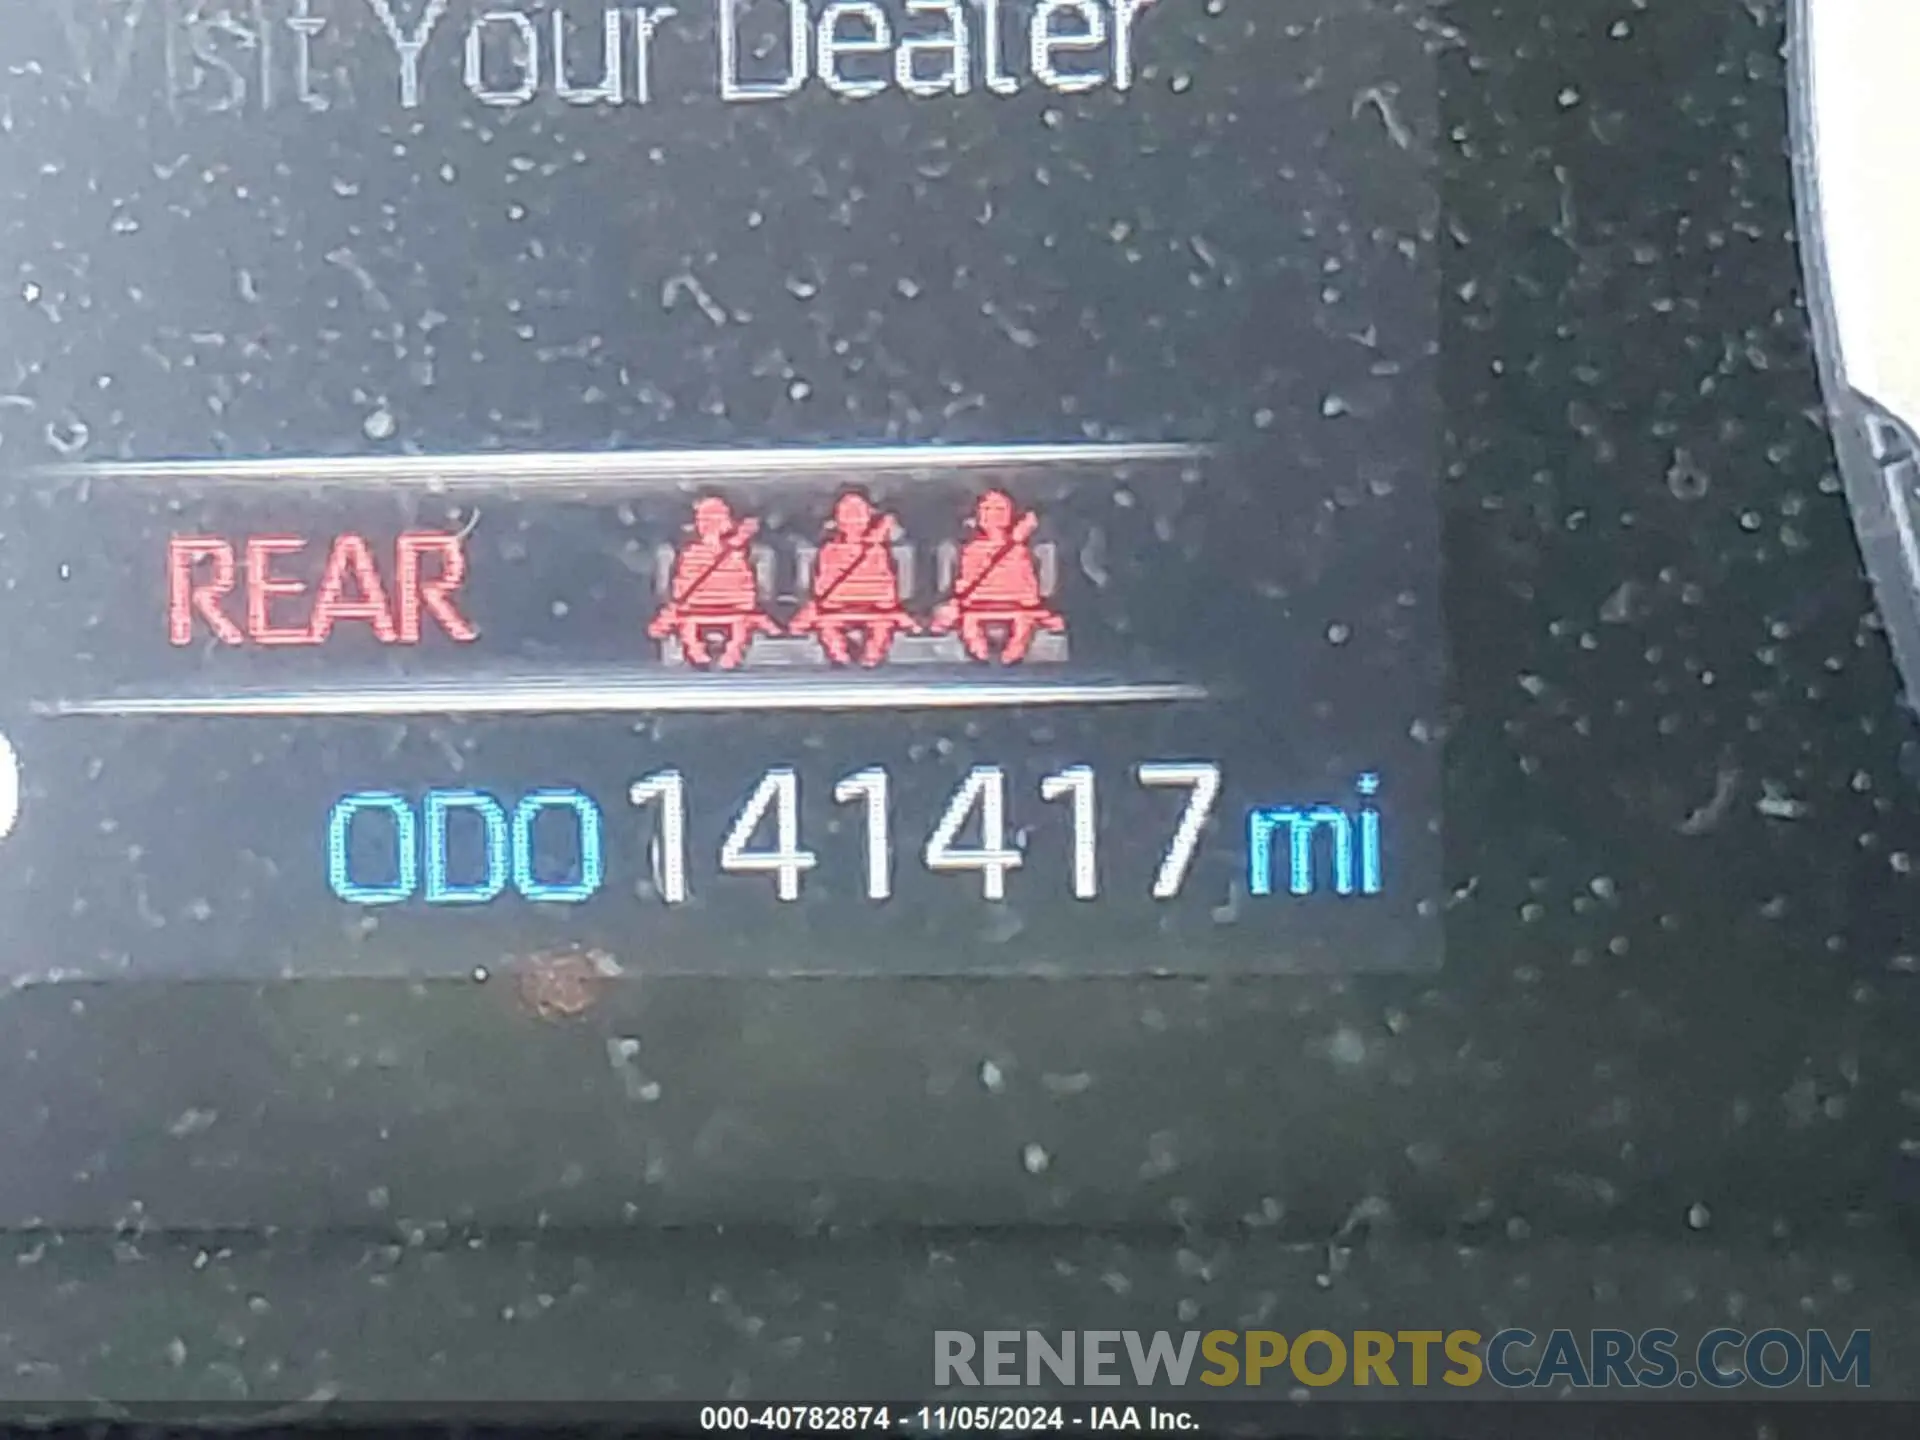 Visit Your Dealer.
REAR
ODO 141417 mi
RENEWSPORTSCARS.COM
000-40782874 - 11/05/2024 - IAA Inc.